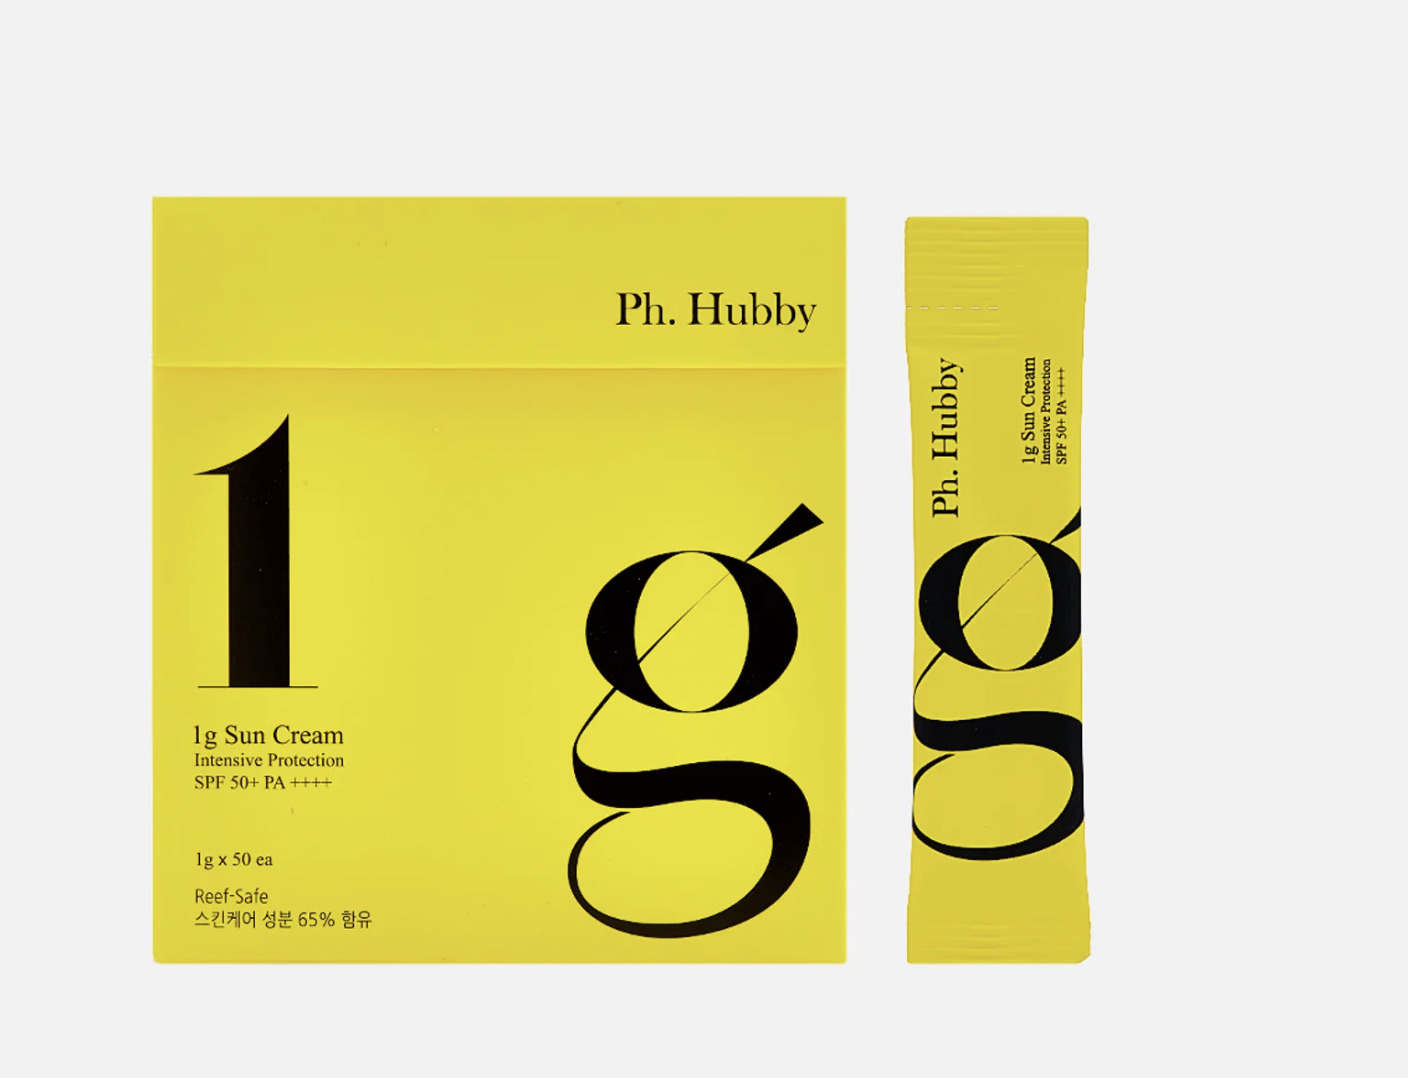 Ph. Hubby
1
g
1g Sun Cream
Intensive Protection
SPF 50+ PA ++++
1g x 50 ea
Reef-Safe
스킨케어 성분 65% 함유
Ph. Hubby
1g Sun Cream
Intensive Protection
SPF 50+ PA ++++
g